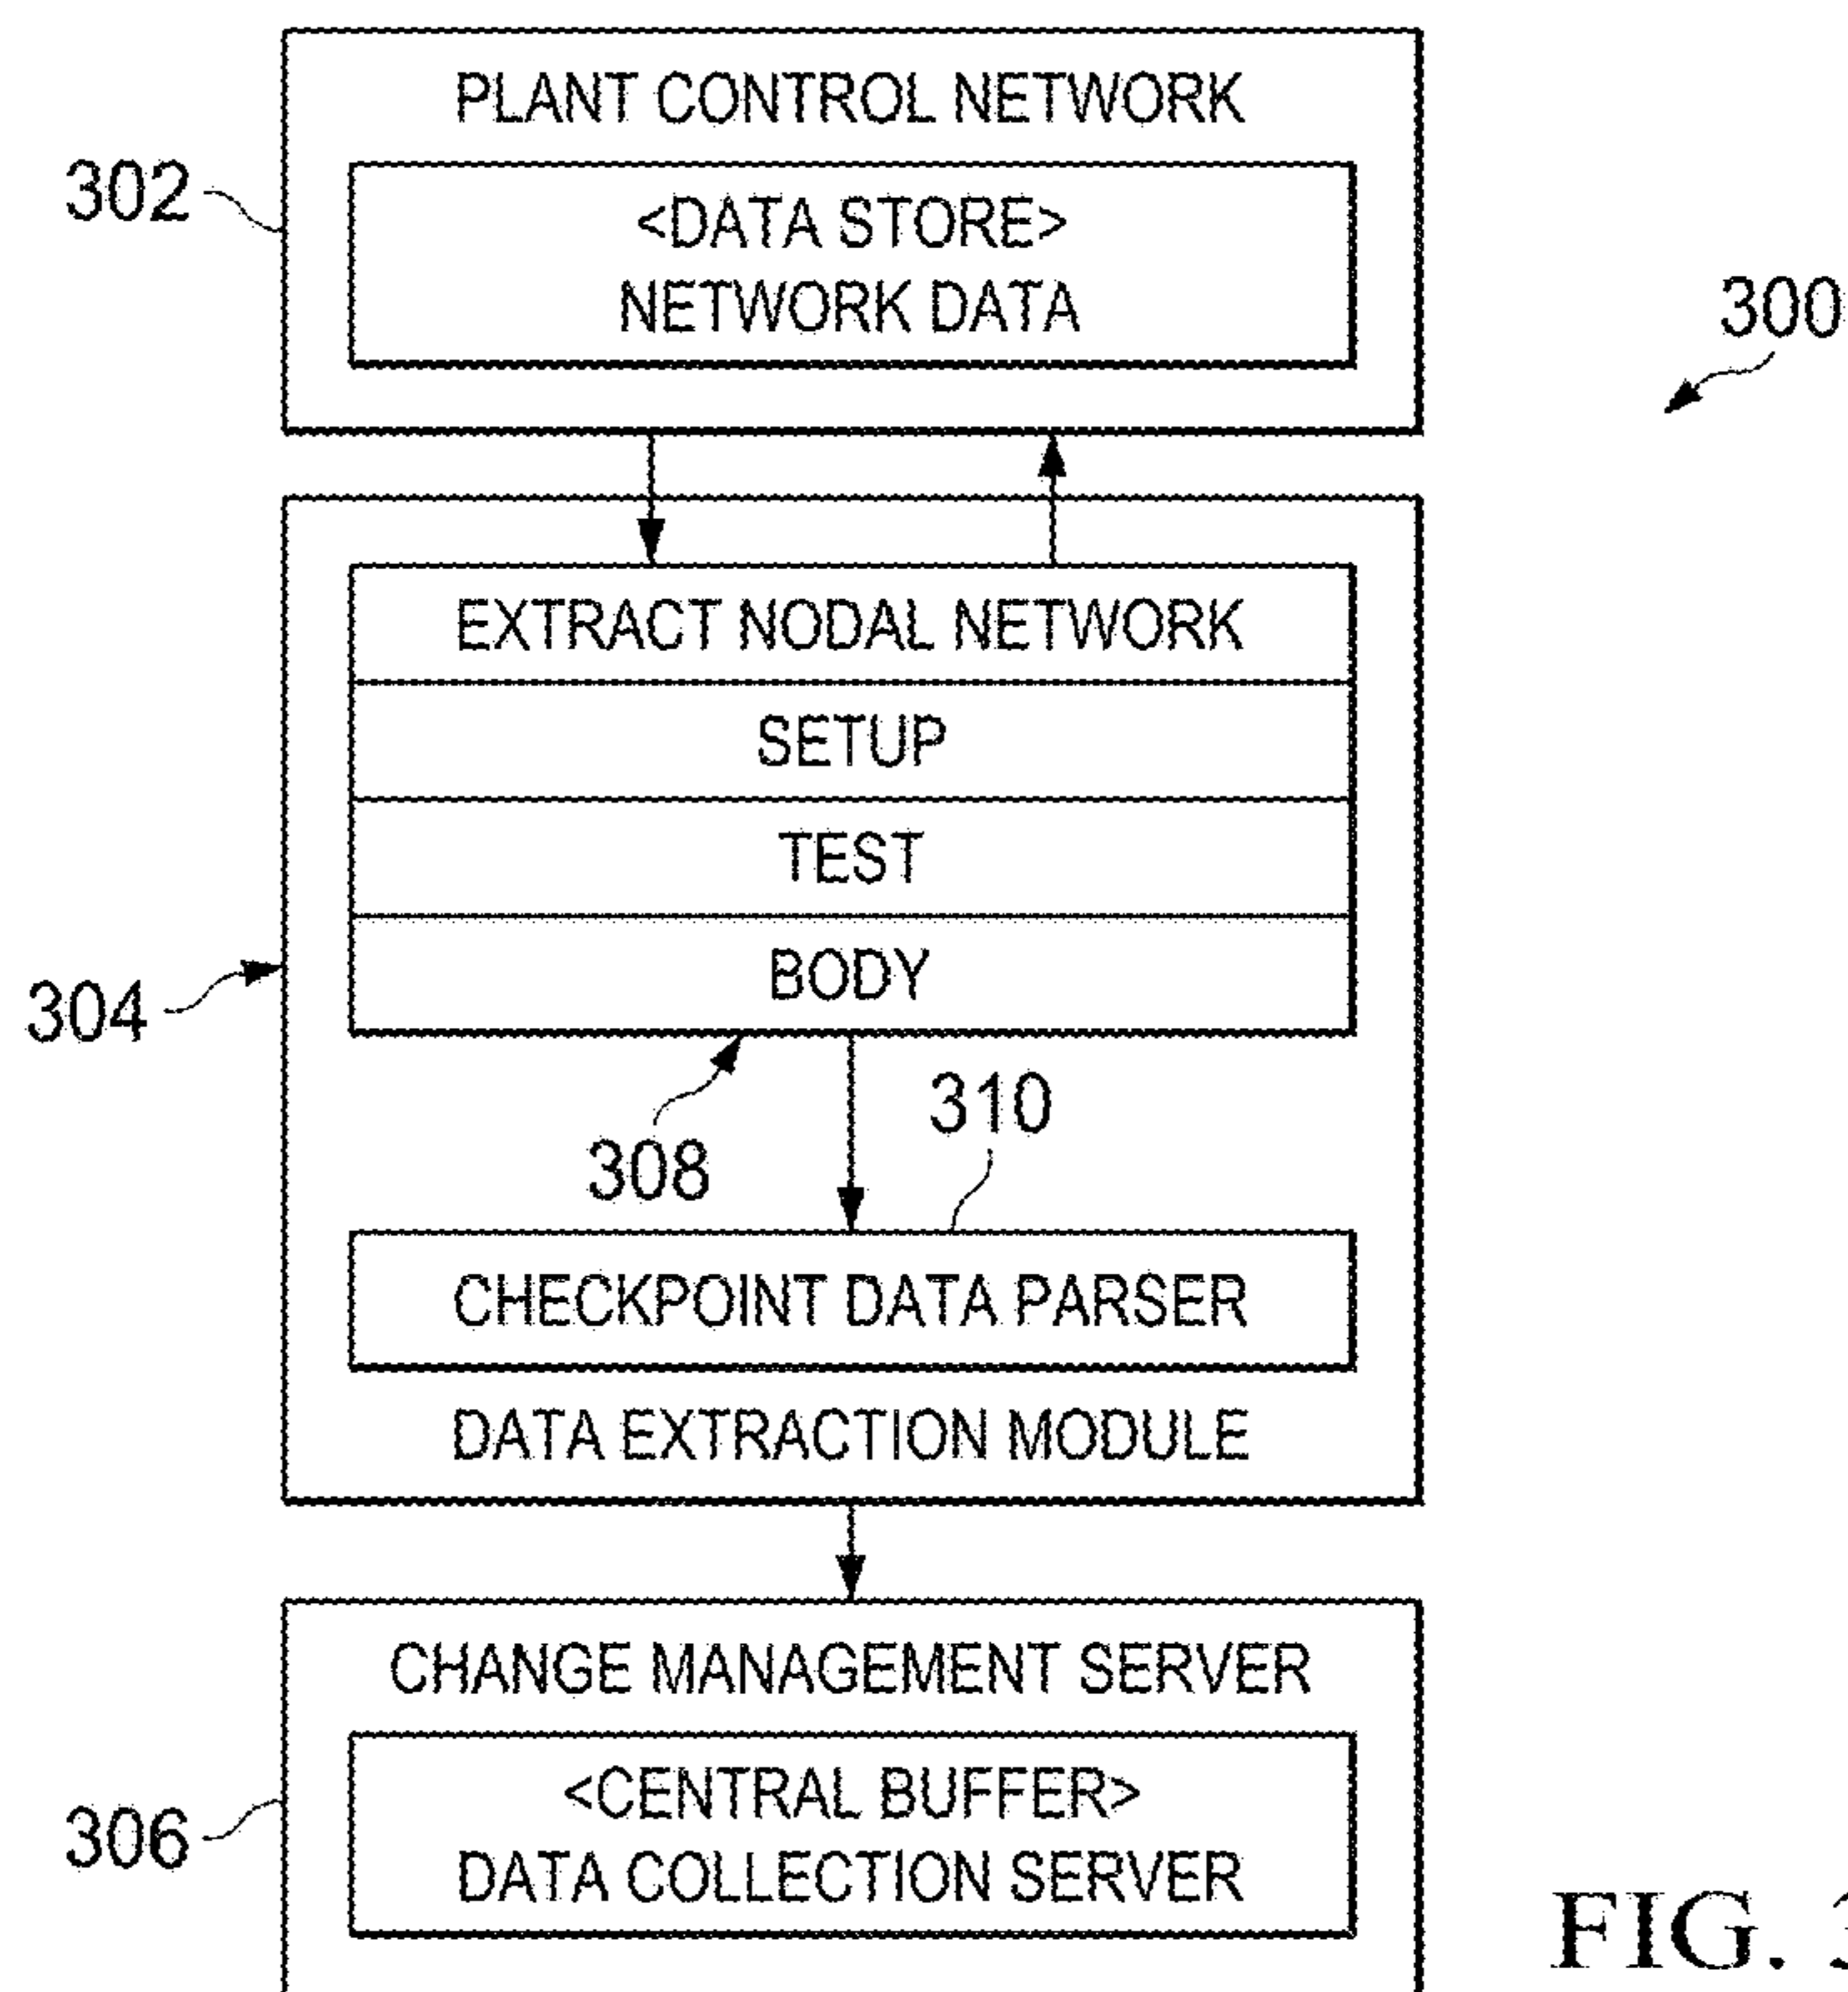 PLANT CONTROL NETWORK
302
<DATA STORE>
NETWORK DATA
300
EXTRACT NODAL NETWORK
SETUP
TEST
BODY
304
308
310
CHECKPOINT DATA PARSER
DATA EXTRACTION MODULE
CHANGE MANAGEMENT SERVER
<CENTRAL BUFFER>
DATA COLLECTION SERVER
306
FIG.